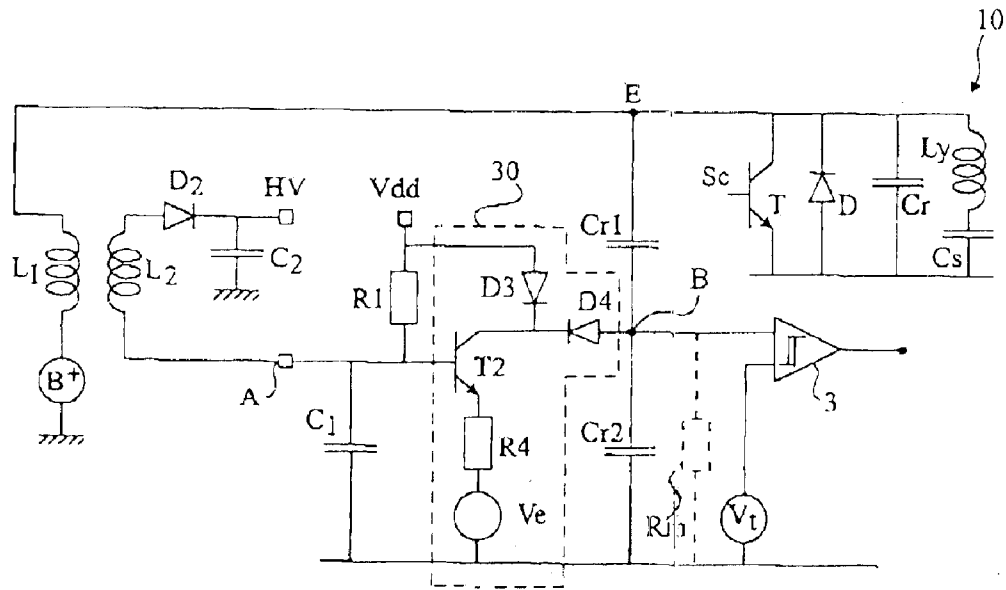 10
E
30
Vdd
D2
HV
Sc
T
D
Cr
Ly
Cr1
L1
L2
C2
R1
D3
D4
B
Cs
B+
A
T2
3
C1
R4
Cr2
Ve
Rin
Vt